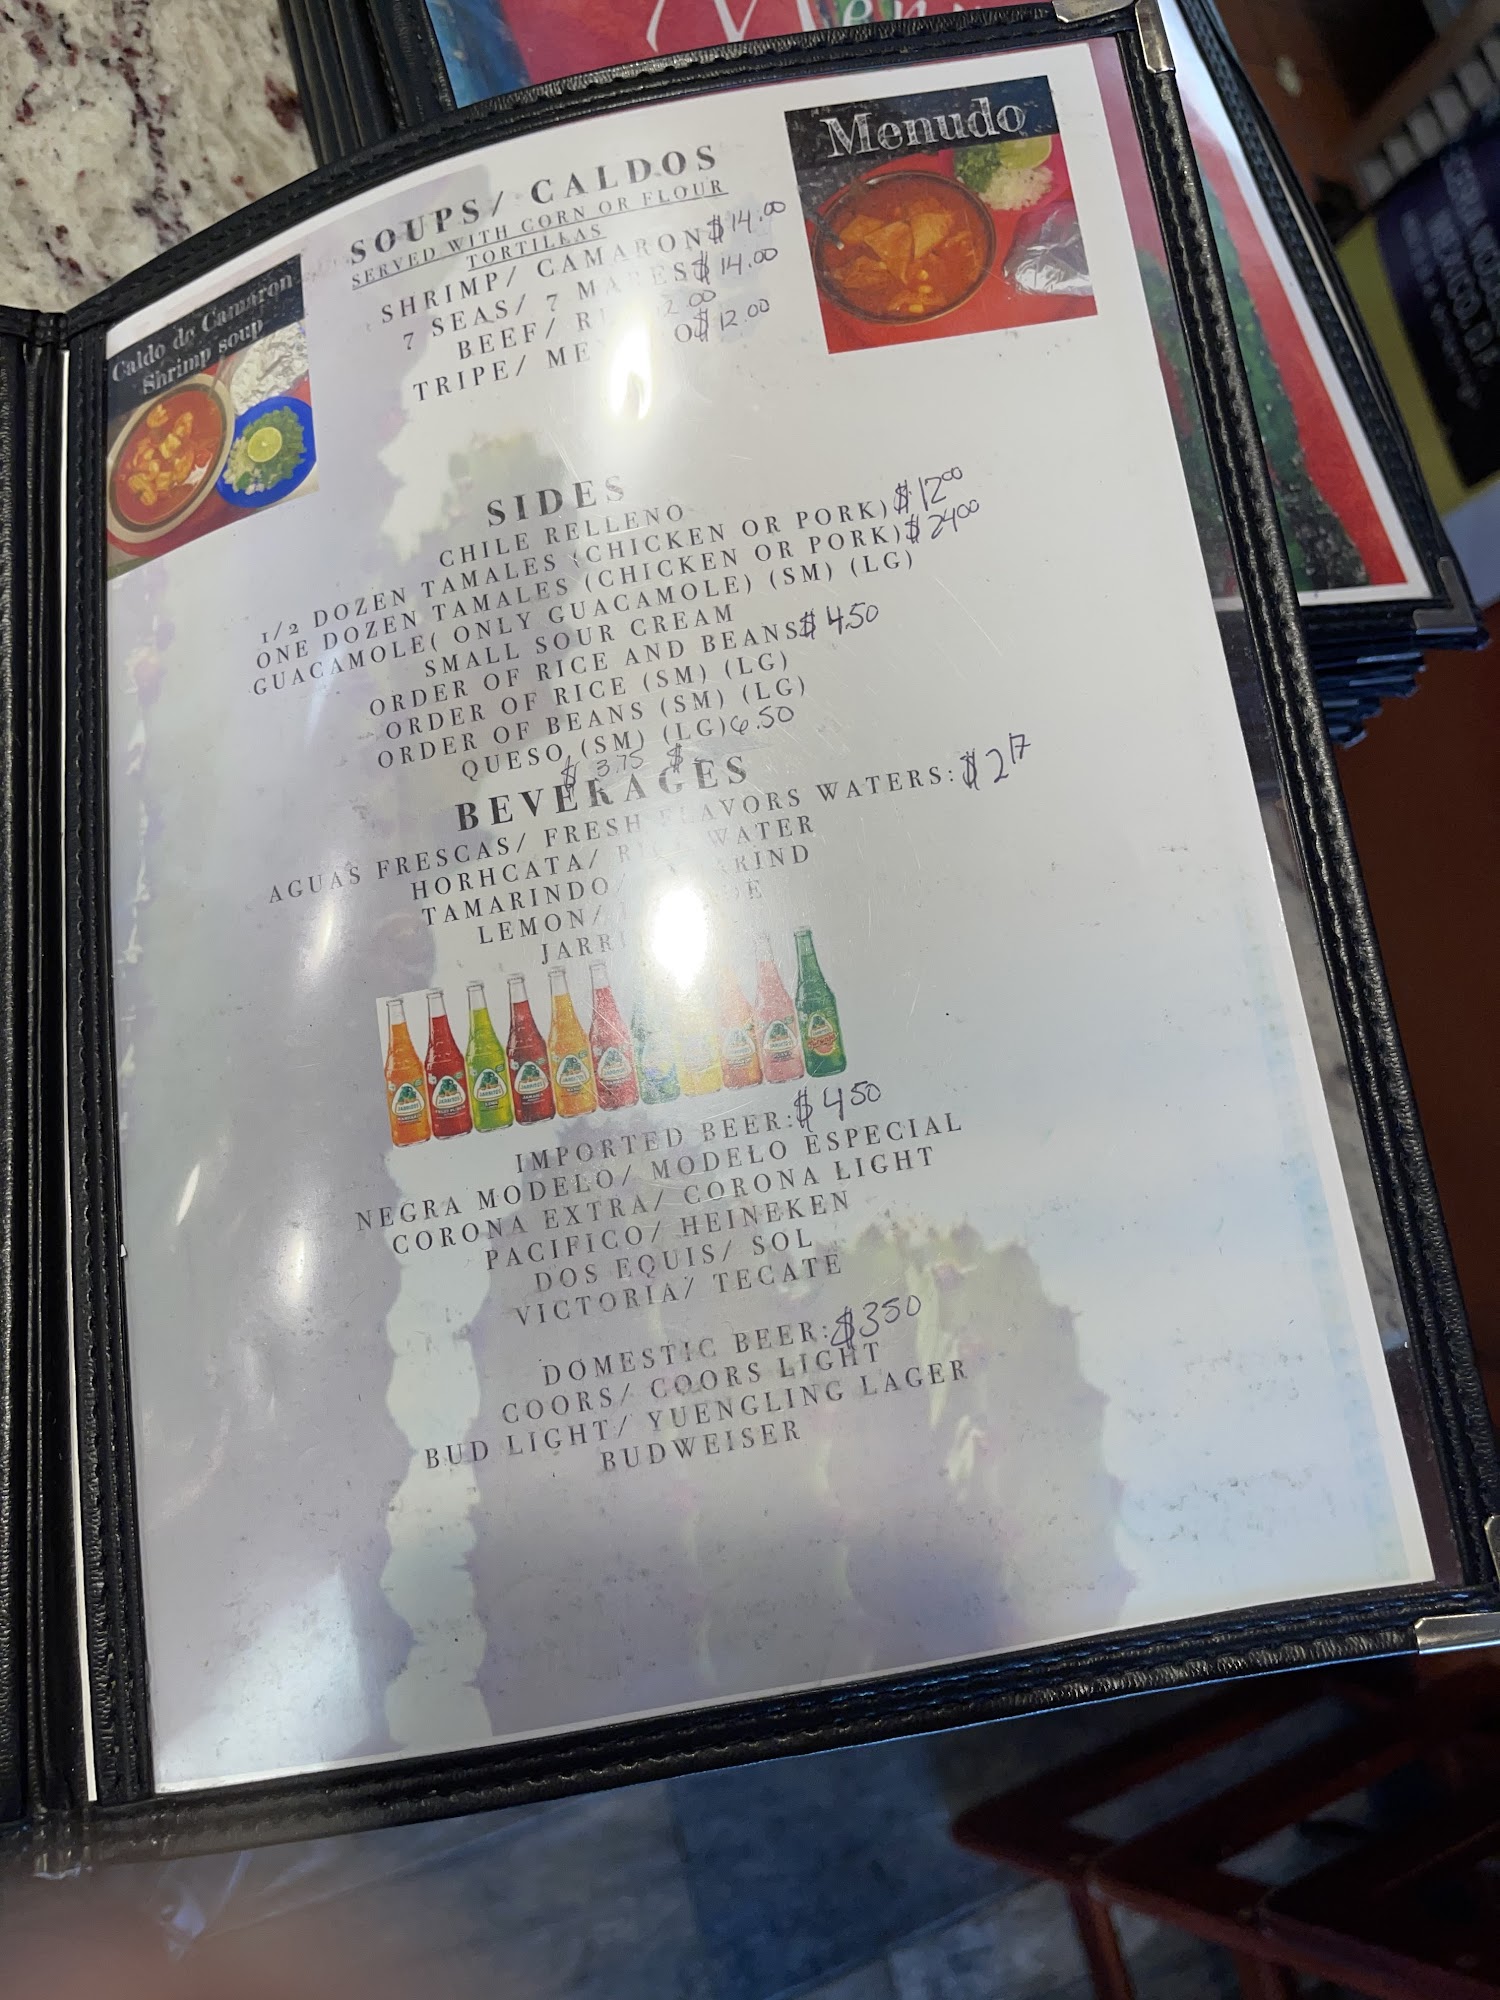 Menu
Menudo
SOUPS/ CALDOS
SERVED WITH CORN OR FLOUR
TORTILLAS
SHRIMP/ CAMARON $14.00
7 SEAS/ 7 MARES $14.00
BEEF/ 2.00
TRIPE/ $12.00
Caldo de Camaron
Shrimp soup
SIDES
CHILE RELLENO
1/2 DOZEN TAMALES (CHICKEN OR PORK) $12.00
ONE DOZEN TAMALES (CHICKEN OR PORK) $24.00
GUACAMOLE( ONLY GUACAMOLE) (SM) (LG)
SMALL SOUR CREAM
ORDER OF RICE AND BEANS $4.50
ORDER OF RICE (SM) (LG)
ORDER OF BEANS (SM) (LG)
QUESO (SM) (LG) 6.50
$ 3.75 $
BEVERAGES
AGUAS FRESCAS/ FRESH FLAVORS WATERS: $2.17
HORHCATA/ WATER
TAMARINDO/
LEMON/
IMPORTED BEER: $4.50
NEGRA MODELO/ MODELO ESPECIAL
CORONA EXTRA/ CORONA LIGHT
PACIFICO/ HEINEKEN
DOS EQUIS/ SOL
VICTORIA/ TECATE
DOMESTIC BEER: $3.50
COORS/ COORS LIGHT
BUD LIGHT/ YUENGLING LAGER
BUDWEISER